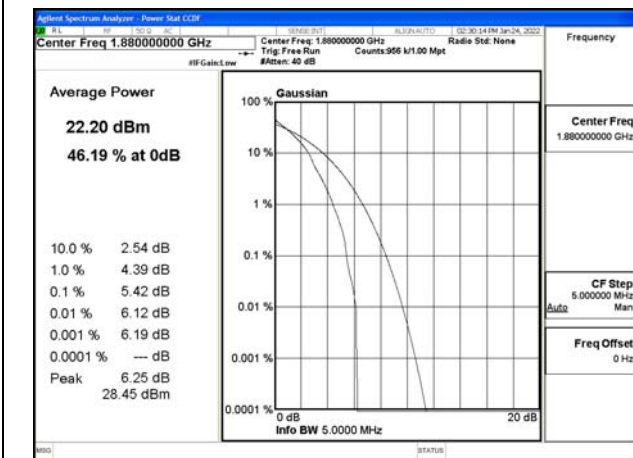 Agilent Spectrum Analyzer - Power Stat CCDF
RL RF 50 Ω AC SENSE:INT ALIGN AUTO 02:30:14 PM Jan 24, 2022
Center Freq 1.880000000 GHz
Center Freq: 1.880000000 GHz Radio Std: None
Trig: Free Run Counts:956 k/1.00 Mpt
#IFGain:Low #Atten: 40 dB
Frequency
Average Power
22.20 dBm
46.19 % at 0dB
10.0 % 2.54 dB
1.0 % 4.39 dB
0.1 % 5.42 dB
0.01 % 6.12 dB
0.001 % 6.19 dB
0.0001 % --- dB
Peak 6.25 dB
28.45 dBm
Gaussian
100 %
10 %
1 %
0.1 %
0.01 %
0.001 %
0.0001 %
0 dB 20 dB
Info BW 5.0000 MHz
Center Freq
1.880000000 GHz
CF Step
5.000000 MHz
Auto Man
Freq Offset
0 Hz
MSG STATUS